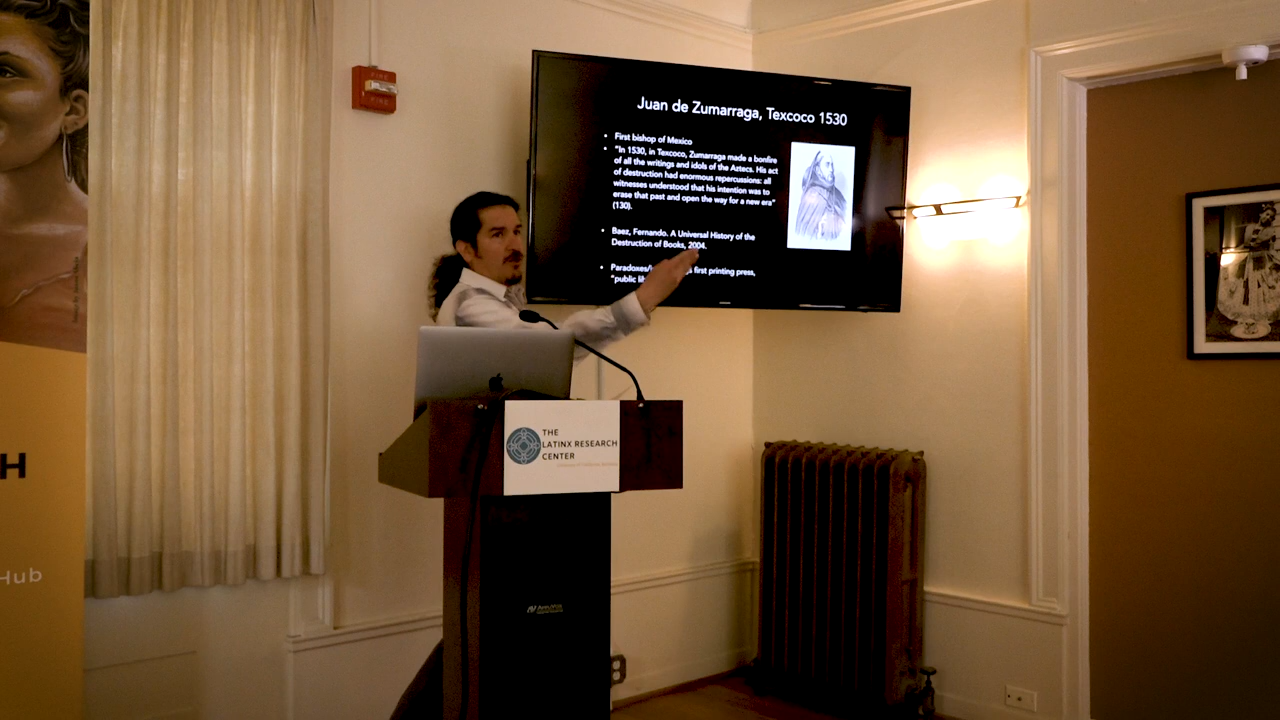 FIRE
FIRE
Juan de Zumarraga, Texcoco 1530
• First bishop of Mexico
• "In 1530, in Texcoco, Zumarraga made a bonfire
of all the writings and idols of the Aztecs. His act
of destruction had enormous repercussions: all
witnesses understood that his intention was to
erase that past and open the way for a new era"
(130).
• Baez, Fernando. A Universal History of the
Destruction of Books, 2004.
• first printing press,
"public
THE
LATINX RESEARCH
CENTER
H
Hub